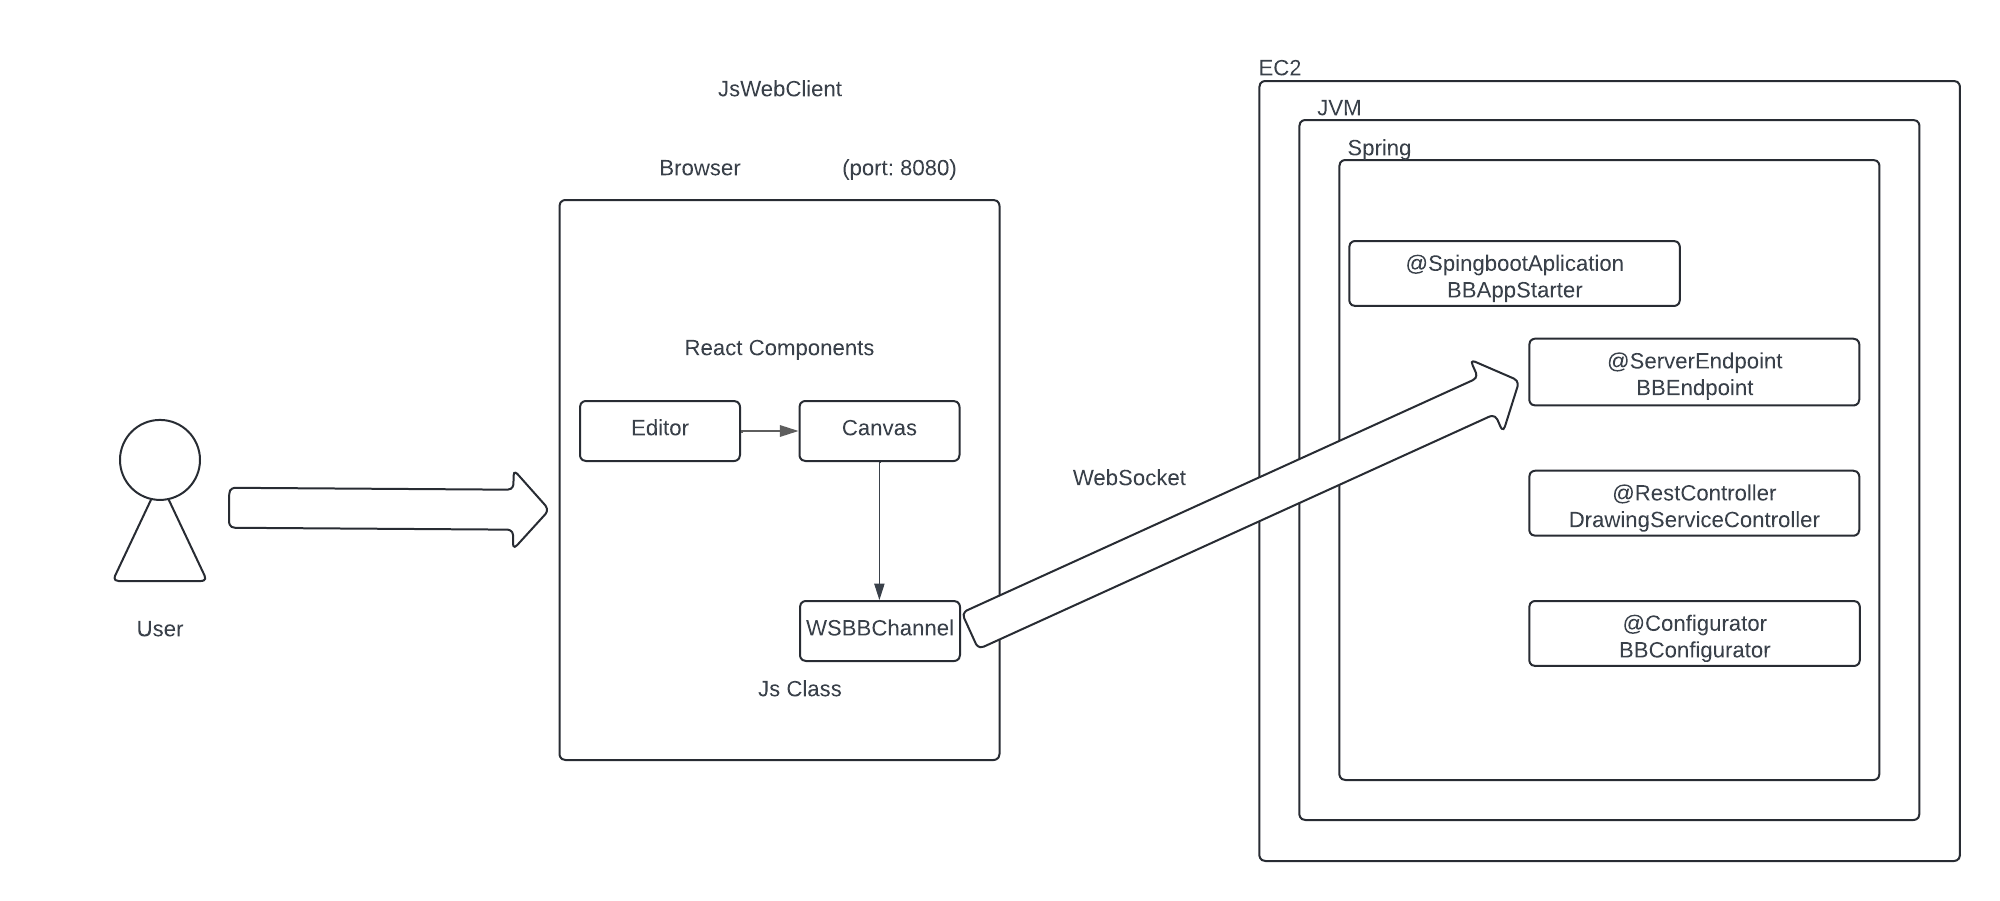 JsWebClient
Browser (port: 8080)
React Components
Editor
Canvas
WSBBChannel
Js Class
User
WebSocket
EC2
JVM
Spring
@SpingbootAplication
BBAppStarter
@ServerEndpoint
BBEndpoint
@RestController
DrawingServiceController
@Configurator
BBConfigurator